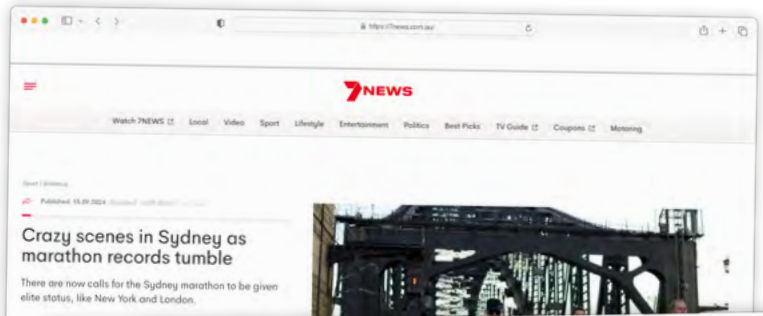 https://7news.com.au/
7NEWS
Watch 7NEWS Local Video Sport Lifestyle Entertainment Politics Best Picks TV Guide Coupons Motoring
Published: 15.09.2024
Crazy scenes in Sydney as
marathon records tumble
There are now calls for the Sydney marathon to be given
elite status, like New York and London.